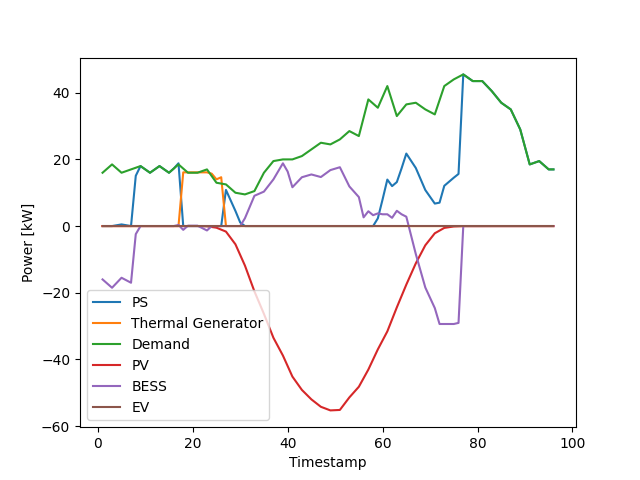 40
20
0
−20
−40
−60
Power [kW]
PS
Thermal Generator
Demand
PV
BESS
EV
0
20
40
60
80
100
Timestamp